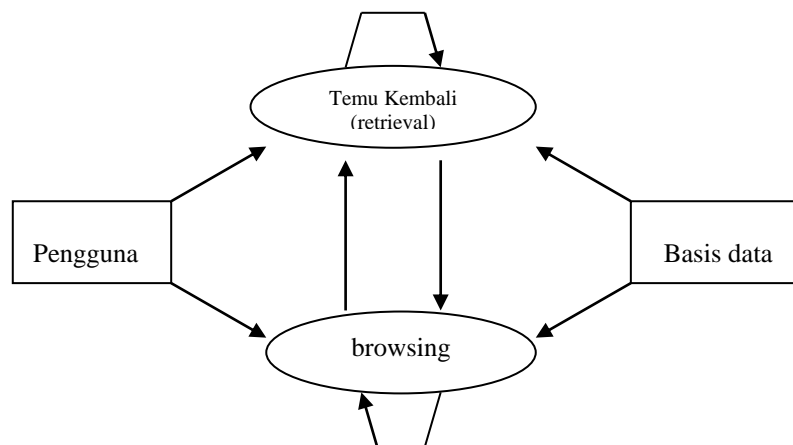 Temu Kembali
(retrieval)
Pengguna
Basis data
browsing